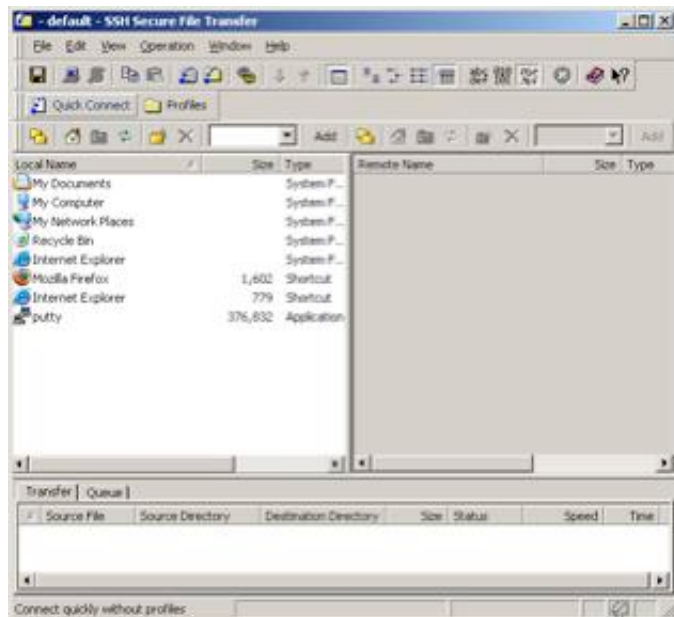 - default - SSH Secure File Transfer
File Edit View Operation Window Help
Quick Connect Profiles
Add Add
Local Name Size Type Remote Name Size Type
My Documents System F...
My Computer System F...
My Network Places System F...
Recycle Bin System F...
Internet Explorer System F...
Mozilla Firefox 1,602 Shortcut
Internet Explorer 779 Shortcut
putty 376,832 Application
Transfer Queue
Source File Source Directory Destination Directory Size Status Speed Time
Connect quickly without profiles